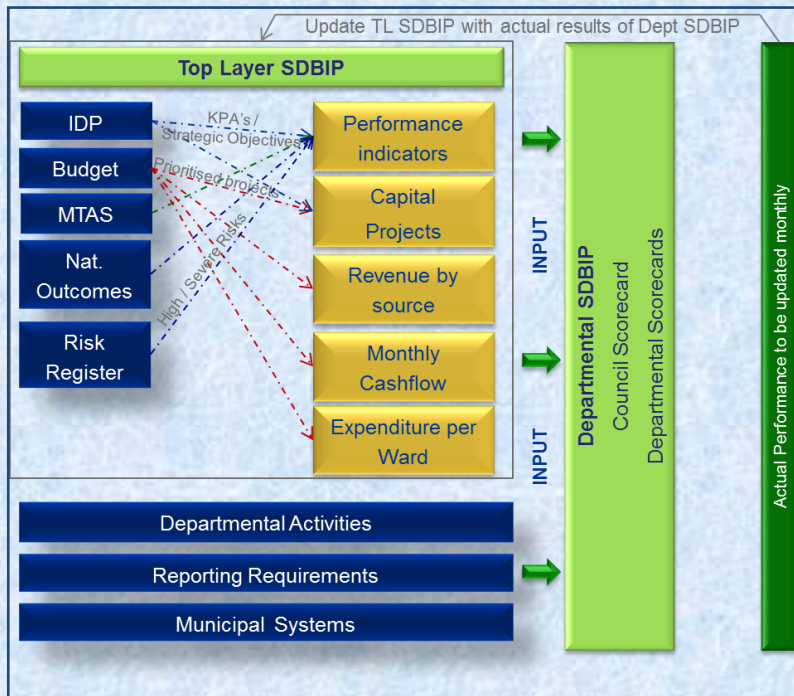 Update TL SDBIP with actual results of Dept SDBIP
Top Layer SDBIP
IDP
Budget
MTAS
Nat.
Outcomes
Risk
Register
KPA's /
Strategic Objectives
Prioritised projects
High / Severe Risks
Performance
indicators
Capital
Projects
Revenue by
source
Monthly
Cashflow
Expenditure per
Ward
INPUT
INPUT
Departmental SDBIP
Council Scorecard
Departmental Scorecards
Actual Performance to be updated monthly
Departmental Activities
Reporting Requirements
Municipal Systems